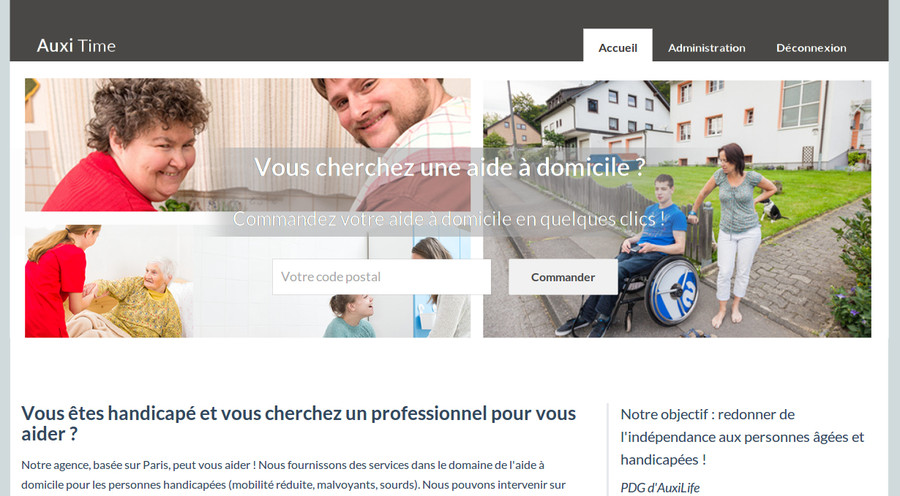 Auxi Time
Accueil
Administration
Déconnexion
Vous cherchez une aide à domicile ?
Commandez votre aide à domicile en quelques clics !
Votre code postal
Commander
Vous êtes handicapé et vous cherchez un professionnel pour vous
aider ?
Notre agence, basée sur Paris, peut vous aider ! Nous fournissons des services dans le domaine de l'aide à
domicile pour les personnes handicapées (mobilité réduite, malvoyants, sourds). Nous pouvons intervenir sur
Notre objectif : redonner de
l'indépendance aux personnes âgées et
handicapées !
PDG d'AuxiLife